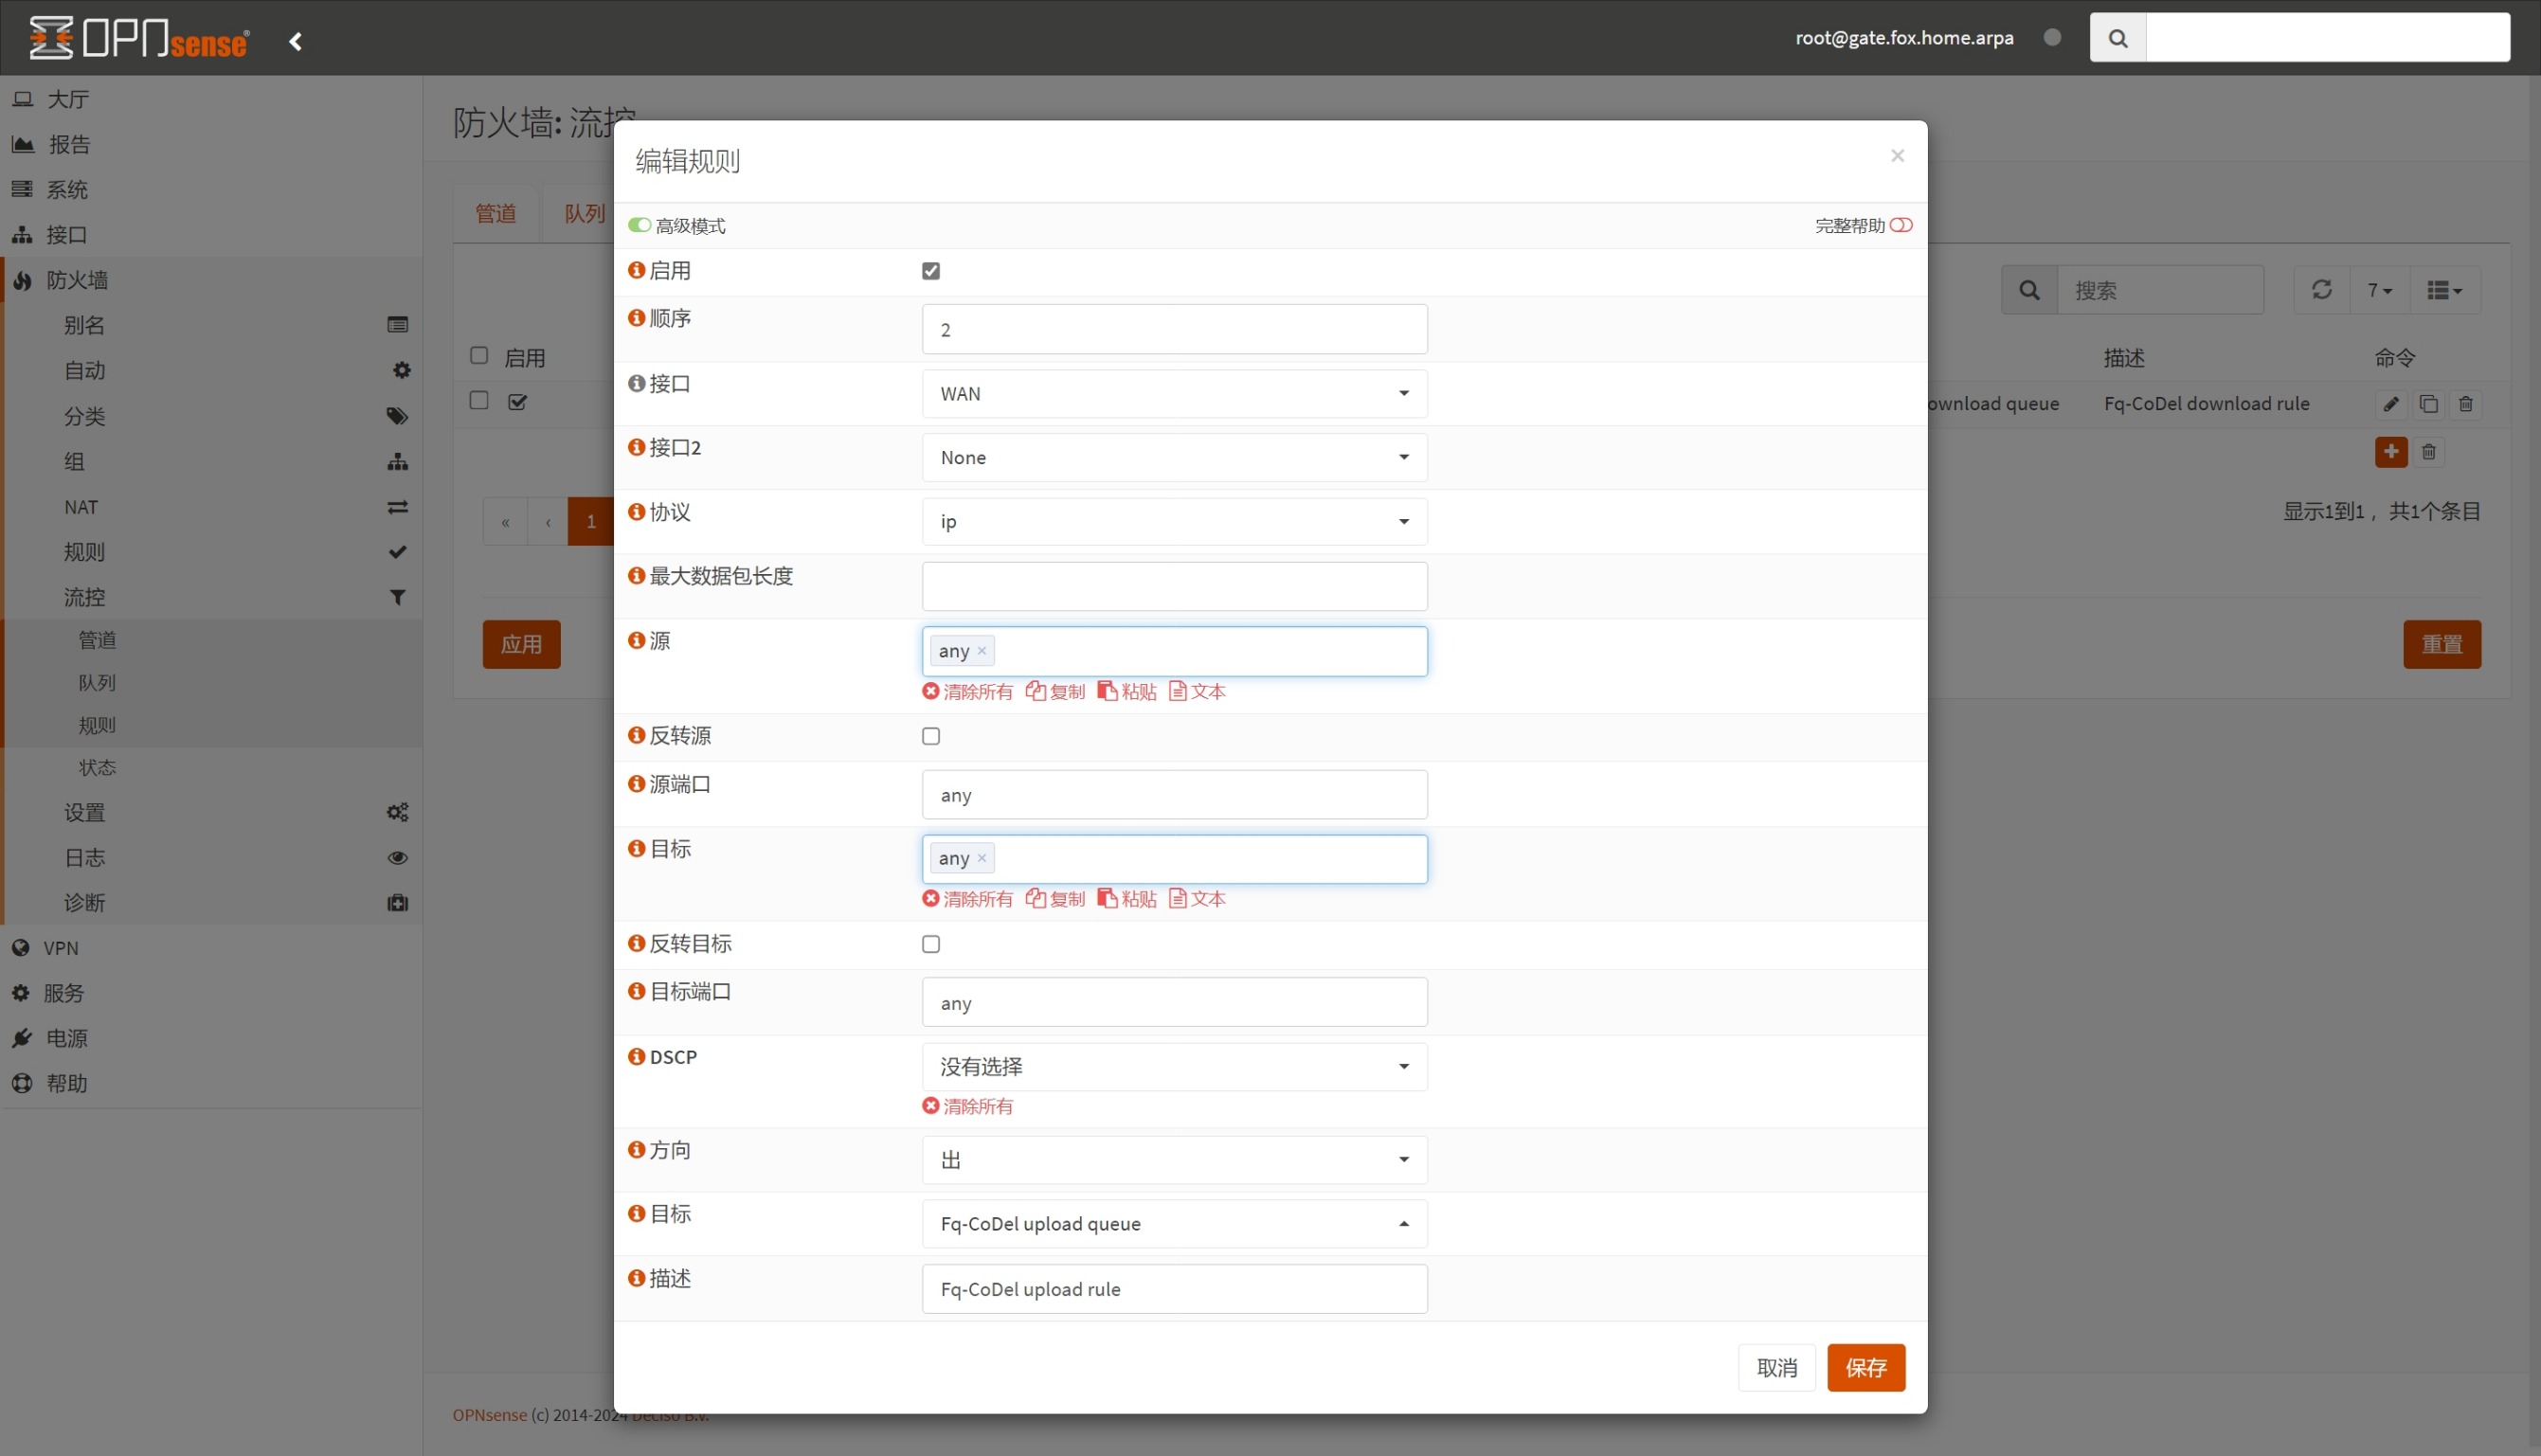 OPNsense®
root@gate.fox.home.arpa
大厅
报告
系统
接口
防火墙
别名
自动
分类
组
NAT
规则
流控
管道
队列
规则
状态
设置
日志
诊断
VPN
服务
电源
帮助
防火墙: 流控
管道
队列
搜索
7
启用
描述
命令
ownload queue
Fq-CoDel download rule
«
‹
1
显示1到1，共1个条目
应用
重置
编辑规则
×
高级模式
完整帮助
启用
顺序
2
接口
WAN
接口2
None
协议
ip
最大数据包长度
源
any ×
清除所有 复制 粘贴 文本
反转源
源端口
any
目标
any ×
清除所有 复制 粘贴 文本
反转目标
目标端口
any
DSCP
没有选择
清除所有
方向
出
目标
Fq-CoDel upload queue
描述
Fq-CoDel upload rule
取消
保存
OPNsense (c) 2014-2024 Deciso B.V.